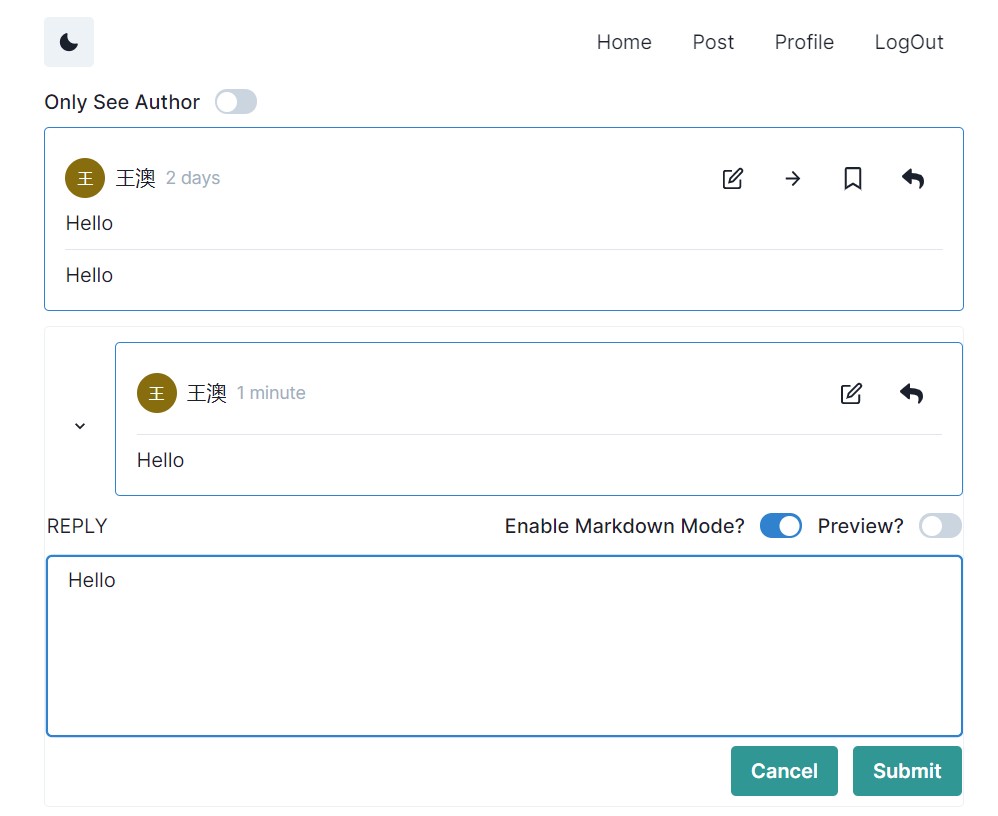 Home Post Profile LogOut
Only See Author
王 王澳 2 days
Hello
Hello
王 王澳 1 minute
Hello
REPLY Enable Markdown Mode? Preview?
Hello
Cancel Submit